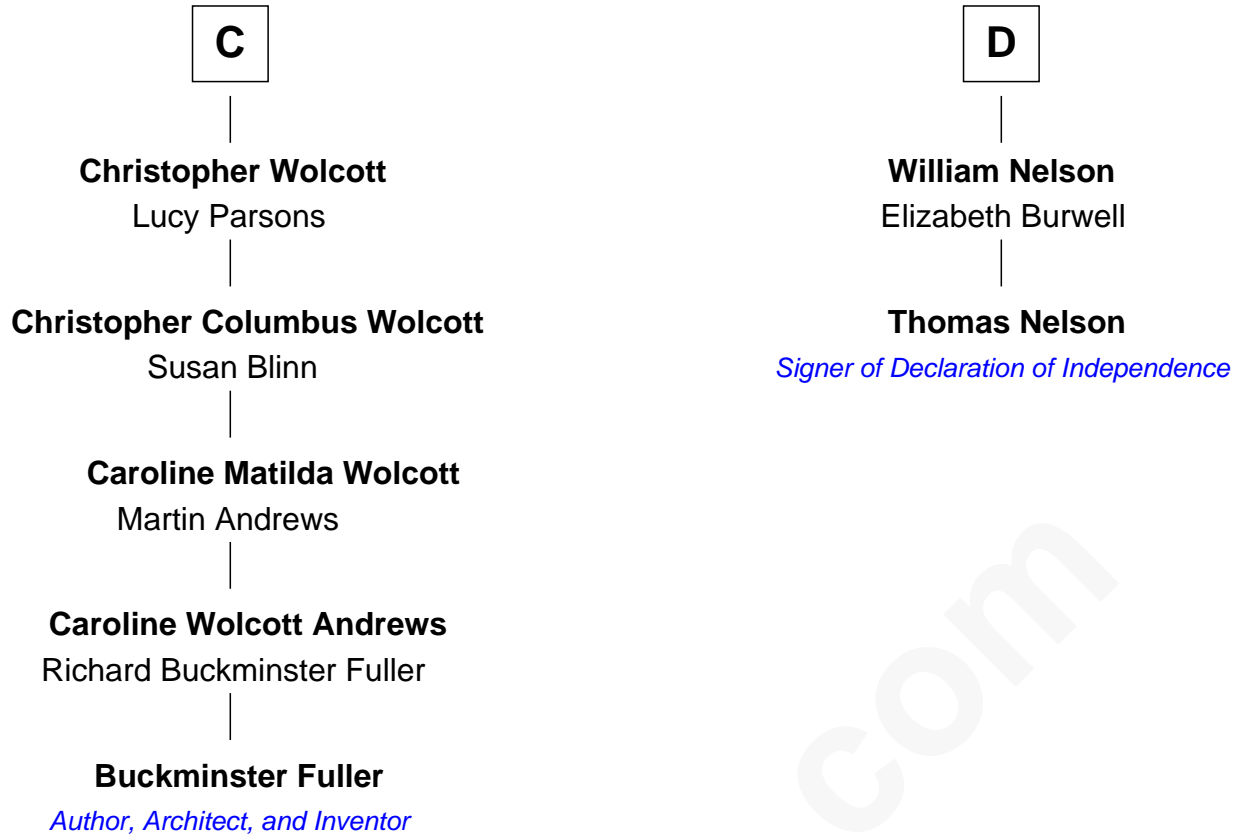 C
Christopher Wolcott
Lucy Parsons
Christopher Columbus Wolcott
Susan Blinn
Caroline Matilda Wolcott
Martin Andrews
Caroline Wolcott Andrews
Richard Buckminster Fuller
Buckminster Fuller
Author, Architect, and Inventor
D
William Nelson
Elizabeth Burwell
Thomas Nelson
Signer of Declaration of Independence
com